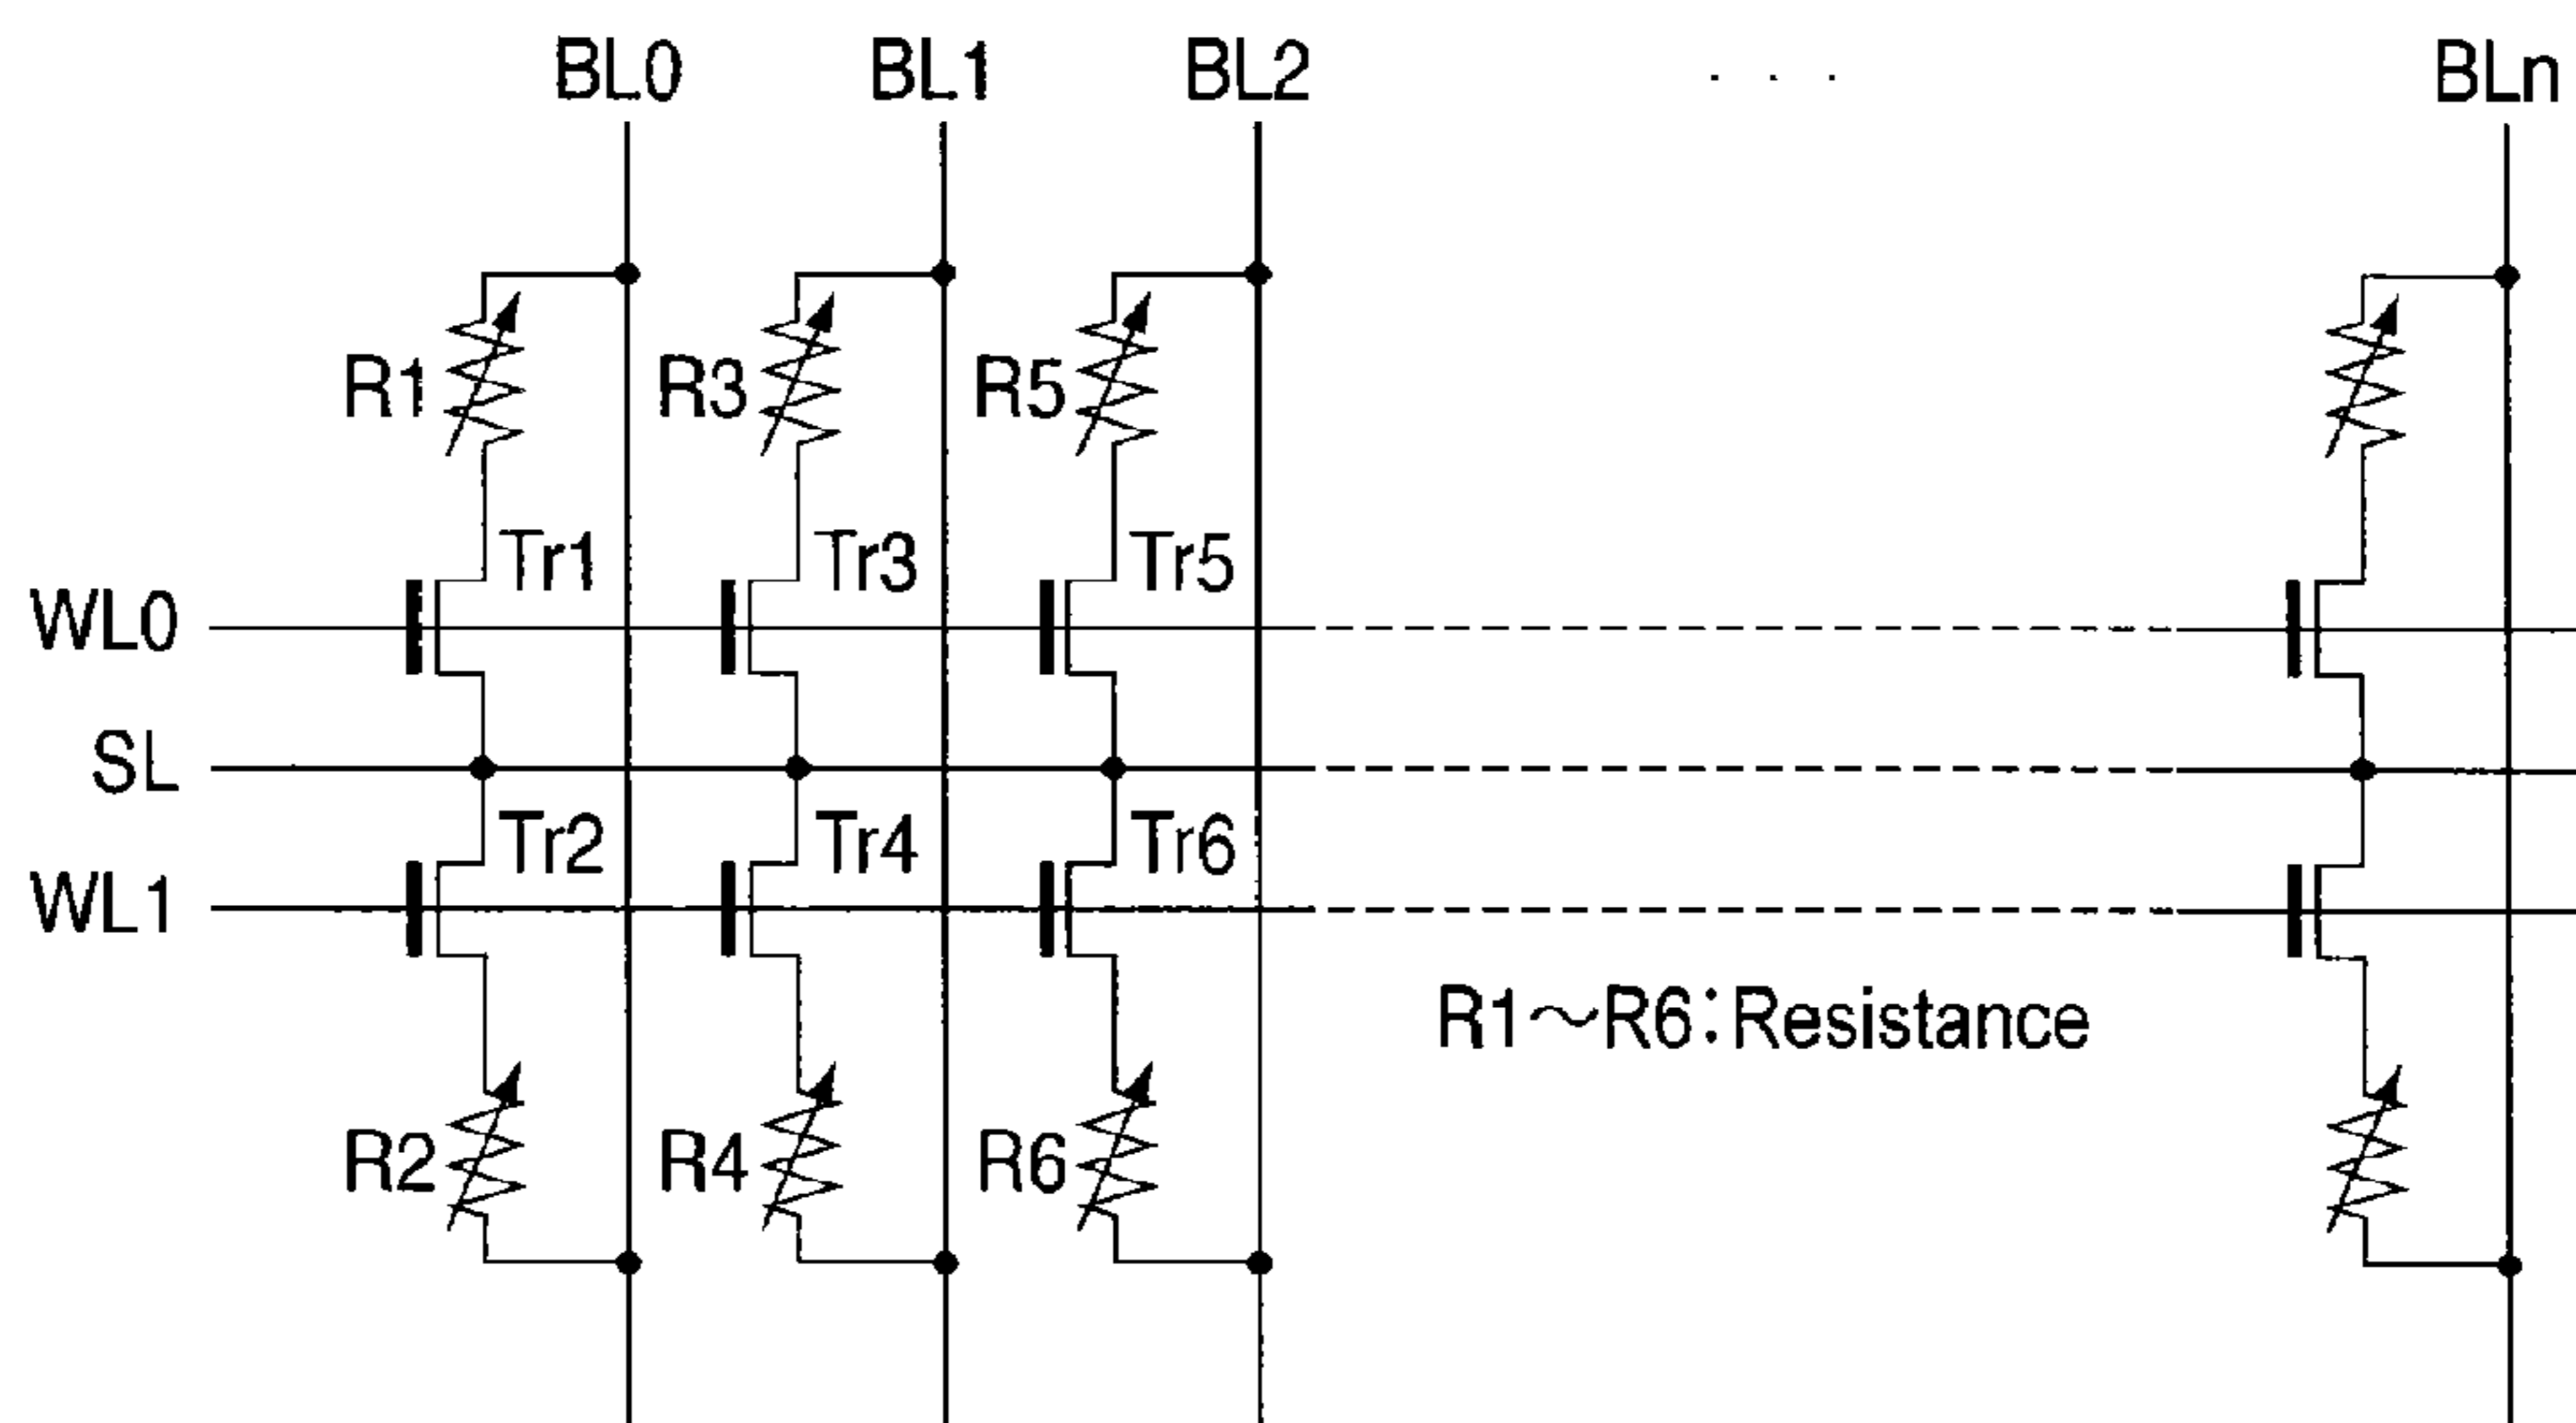 BL0 BL1 BL2 . . . BLn
R1 R3 R5
Tr1 Tr3 Tr5
WL0
SL
Tr2 Tr4 Tr6
WL1
R1～R6:Resistance
R2 R4 R6